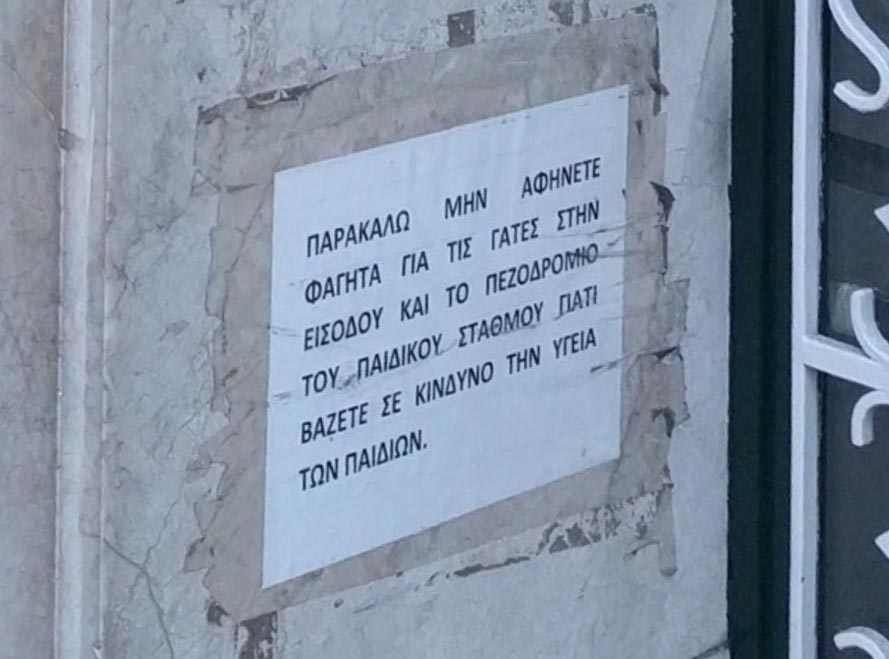 ΠΑΡΑΚΑΛΩ ΜΗΝ ΑΦΗΝΕΤΕ
ΦΑΓΗΤΑ ΓΙΑ ΤΙΣ ΓΑΤΕΣ ΣΤΗΝ
ΕΙΣΟΔΟΥ ΚΑΙ ΤΟ ΠΕΖΟΔΡΟΜΙΟ
ΤΟΥ ΠΑΙΔΙΚΟΥ ΣΤΑΘΜΟΥ ΓΙΑΤΙ
ΒΑΖΕΤΕ ΣΕ ΚΙΝΔΥΝΟ ΤΗΝ ΥΓΕΙΑ
ΤΩΝ ΠΑΙΔΙΩΝ.